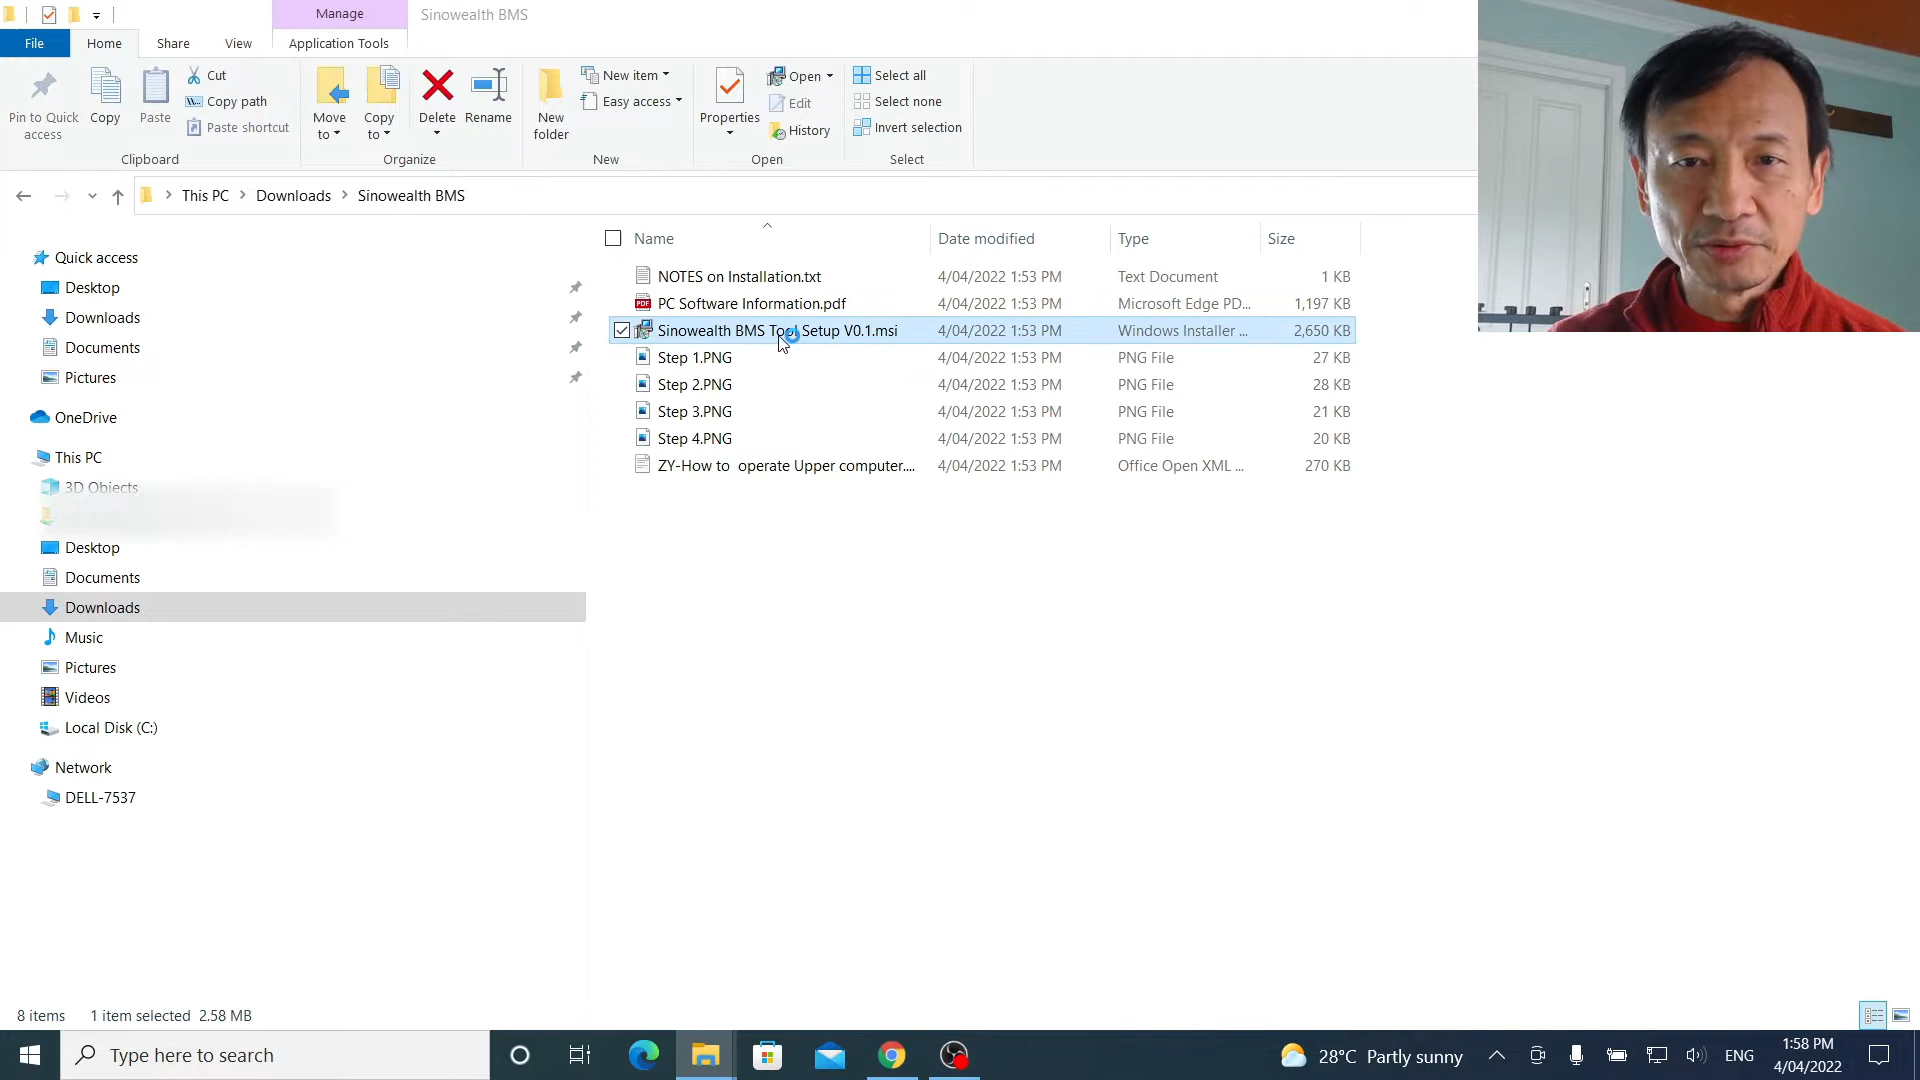 Manage
Sinowealth BMS
File
Home
Share
View
Application Tools
Pin to Quick access
Copy
Paste
Cut
Copy path
Paste shortcut
Clipboard
Move to
Copy to
Delete
Rename
Organize
New folder
New item
Easy access
New
Properties
Open
Edit
History
Open
Select all
Select none
Invert selection
Select
This PC
Downloads
Sinowealth BMS
Quick access
Desktop
Downloads
Documents
Pictures
OneDrive
This PC
3D Objects
Desktop
Documents
Downloads
Music
Pictures
Videos
Local Disk (C:)
Network
DELL-7537
Name Date modified Type Size
NOTES on Installation.txt 4/04/2022 1:53 PM Text Document 1 KB
PDF PC Software Information.pdf 4/04/2022 1:53 PM Microsoft Edge PD... 1,197 KB
Sinowealth BMS Tool Setup V0.1.msi 4/04/2022 1:53 PM Windows Installer ... 2,650 KB
Step 1.PNG 4/04/2022 1:53 PM PNG File 27 KB
Step 2.PNG 4/04/2022 1:53 PM PNG File 28 KB
Step 3.PNG 4/04/2022 1:53 PM PNG File 21 KB
Step 4.PNG 4/04/2022 1:53 PM PNG File 20 KB
ZY-How to  operate Upper computer.... 4/04/2022 1:53 PM Office Open XML ... 270 KB
8 items 1 item selected 2.58 MB
Type here to search
28°C Partly sunny
ENG
1:58 PM
4/04/2022